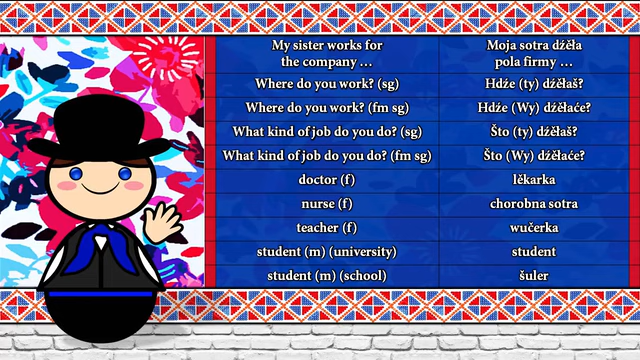 My sister works for
the company ...
Moja sotra dźěła
pola firmy ...
Where do you work? (sg)
Hdźe (ty) dźěłaš?
Where do you work? (fm sg)
Hdźe (Wy) dźěłaće?
What kind of job do you do? (sg)
Što (ty) dźěłaš?
What kind of job do you do? (fm sg)
Što (Wy) dźěłaće?
doctor (f)
lěkarka
nurse (f)
chorobna sotra
teacher (f)
wučerka
student (m) (university)
student
student (m) (school)
šuler